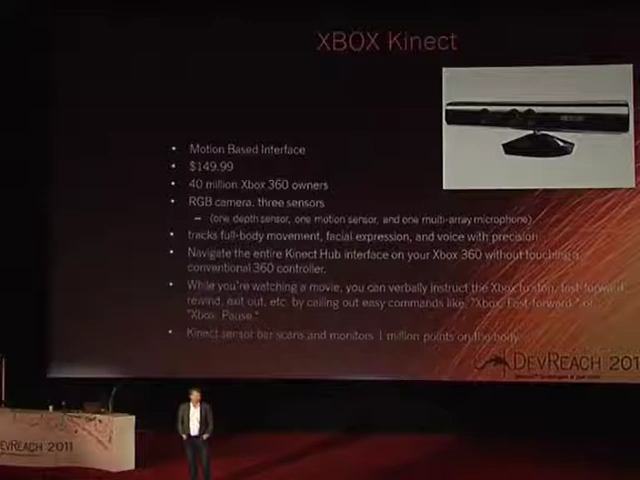 XBOX Kinect
• Motion Based Interface
• $149.99
• 40 million Xbox 360 owners
• RGB camera, three sensors
– (one depth sensor, one motion sensor, and one multi-array microphone)
• tracks full-body movement, facial expression, and voice with precision
• Navigate the entire Kinect Hub interface on your Xbox 360 without touching a
conventional 360 controller.
• While you're watching a movie, you can verbally instruct the Xbox to stop, fast-forward,
rewind, exit out, etc. by calling out easy commands like, "Xbox, Fast-forward," or
"Xbox, Pause."
• Kinect sensor bar scans and monitors 1 million points on the body
DEVREACH 201
DEVREACH 2011